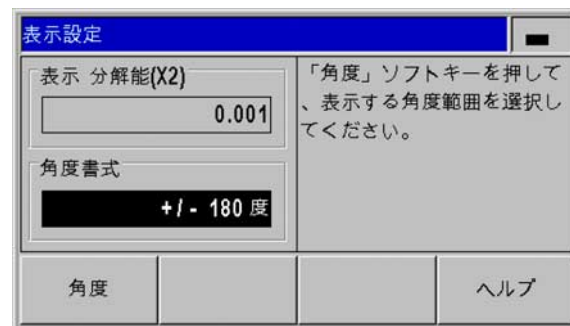 表示設定
表示 分解能(X2)
0.001
角度書式
+/- 180 度
「角度」ソフトキーを押して
、表示する角度範囲を選択し
てください。
角度
ヘルプ